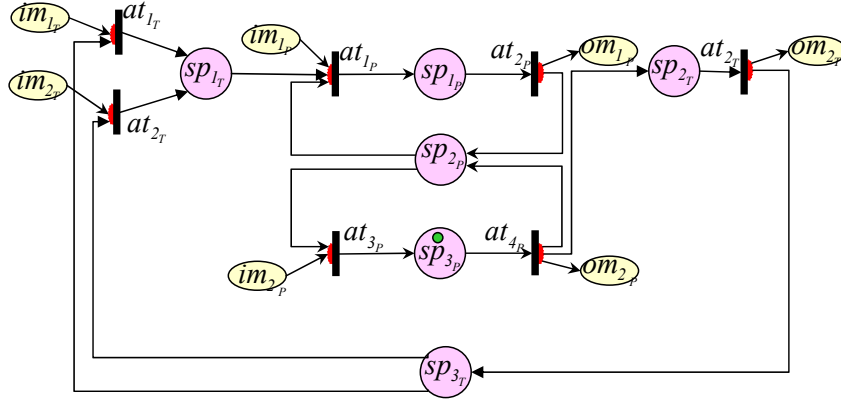 im₁T
at₁T
im₂T
at₂T
sp₁T
im₁P
at₁P
sp₁P
at₂P
om₁P
sp₂T
at₂T
om₂T
sp₂P
at₃P
im₂P
sp₃P
at₄P
om₂P
sp₃T